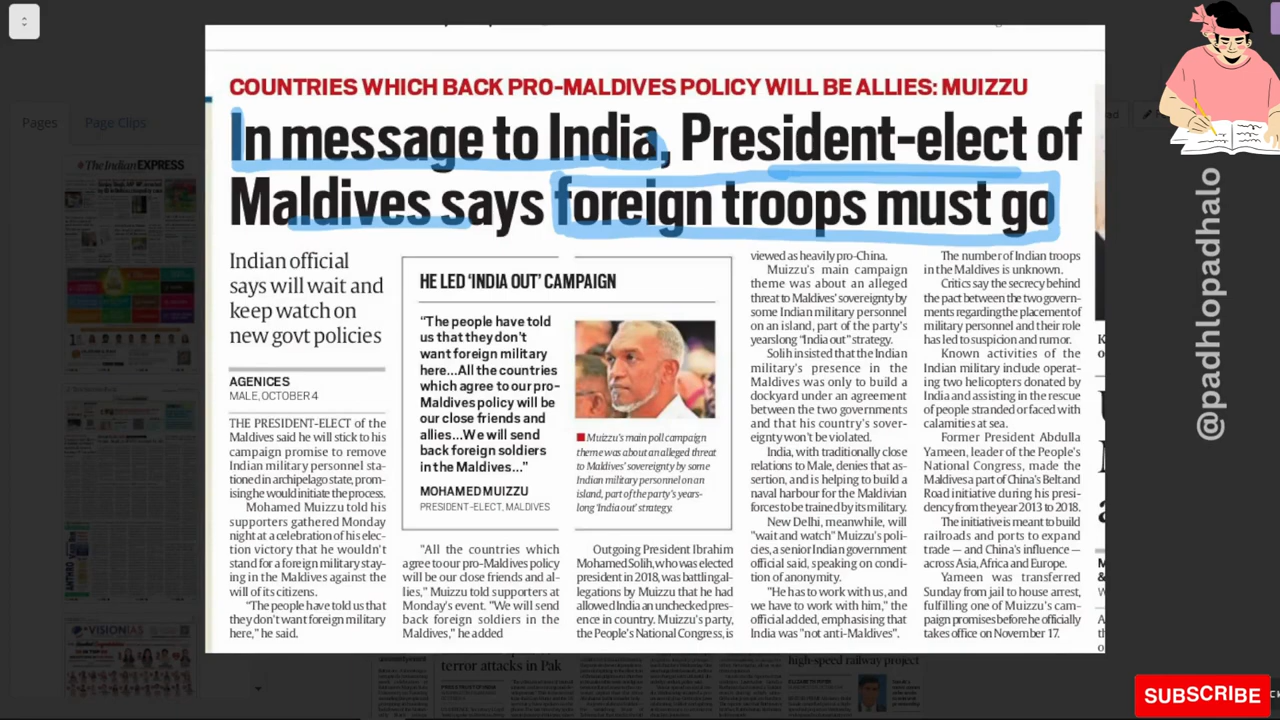 COUNTRIES WHICH BACK PRO-MALDIVES POLICY WILL BE ALLIES: MUIZZU
In message to India, President-elect of
Maldives says foreign troops must go
Indian official
says will wait and
keep watch on
new govt policies
AGENICES
MALE, OCTOBER 4
THE PRESIDENT-ELECT of the
Maldives said he will stick to his
campaign promise to remove
Indian military personnel sta-
tioned in archipelago state, prom-
ising he would initiate the process.
Mohamed Muizzu told his
supporters gathered Monday
night at a celebration of his elec-
tion victory that he wouldn't
stand for a foreign military stay-
ing in the Maldives against the
will of its citizens.
"The people have told us that
they don't want foreign military
here," he said.
HE LED ‘INDIA OUT’ CAMPAIGN
"The people have told
us that they don't
want foreign military
here...All the countries
which agree to our pro-
Maldives policy will be
our close friends and
allies...We will send
back foreign soldiers
in the Maldives..."
MOHAMED MUIZZU
PRESIDENT-ELECT, MALDIVES
Muizzu's main poll campaign
theme was about an alleged threat
to Maldives' sovereignty by some
Indian military personnel on an
island, part of the party's years-
long 'India out' strategy.
"All the countries which
agree to our pro-Maldives policy
will be our close friends and al-
lies," Muizzu told supporters at
Monday's event. "We will send
back foreign soldiers in the
Maldives," he added
Outgoing President Ibrahim
Mohamed Solih, who was elected
president in 2018, was battling al-
legations by Muizzu that he had
allowed India an unchecked pres-
ence in country. Muizzu's party,
the People's National Congress, is
viewed as heavily pro-China.
Muizzu's main campaign
theme was about an alleged
threat to Maldives' sovereignty by
some Indian military personnel
on an island, part of the party's
yearslong "India out" strategy.
Solih insisted that the Indian
military's presence in the
Maldives was only to build a
dockyard under an agreement
between the two governments
and that his country's sover-
eignty won't be violated.
India, with traditionally close
relations to Male, denies that as-
sertion, and is helping to build a
naval harbour for the Maldivian
forces to be trained by its military.
New Delhi, meanwhile, will
"wait and watch" Muizzu's poli-
cies, a senior Indian government
official said, speaking on condi-
tion of anonymity.
"He has to work with us, and
we have to work with him," the
official added, emphasising that
India was "not anti-Maldives".
The number of Indian troops
in the Maldives is unknown.
Critics say the secrecy behind
the pact between the two govern-
ments regarding the placement of
military personnel and their role
has led to suspicion and rumor.
Known activities of the
Indian military include operat-
ing two helicopters donated by
India and assisting in the rescue
of people stranded or faced with
calamities at sea.
Former President Abdulla
Yameen, leader of the People's
National Congress, made the
Maldives a part of China's Belt and
Road initiative during his presi-
dency from the year 2013 to 2018.
The initiative is meant to build
railroads and ports to expand
trade — and China's influence —
across Asia, Africa and Europe.
Yameen was transferred
Sunday from jail to house arrest,
fulfilling one of Muizzu's cam-
paign promises before he officially
takes office on November 17.
Pages
Page Clips
The Indian EXPRESS
VISIONIAS
terror attacks in Pak
high-speed railway project
@padhlopadhalo
SUBSCRIBE